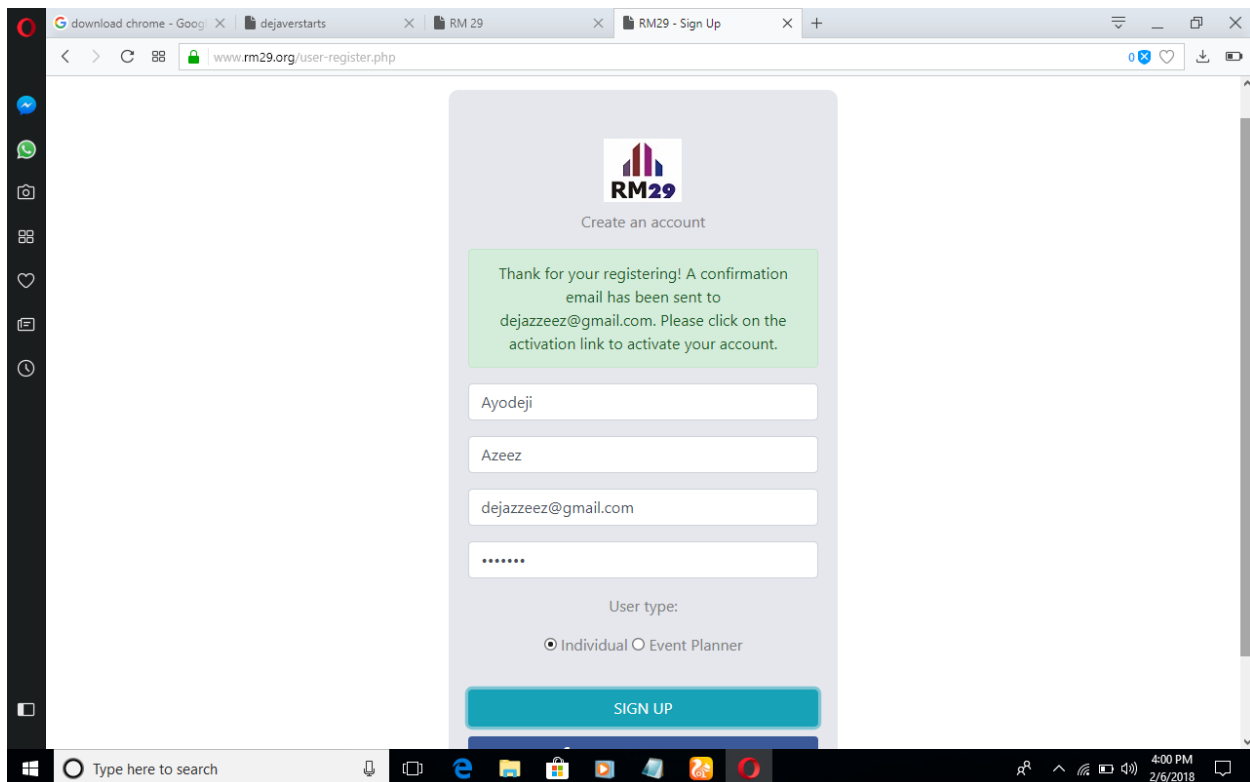 download chrome - Googl
dejaverstarts
RM 29
RM29 - Sign Up
www.rm29.org/user-register.php
0
RM29
Create an account
Thank for your registering! A confirmation
email has been sent to
dejazzeez@gmail.com. Please click on the
activation link to activate your account.
Ayodeji
Azeez
dejazzeez@gmail.com
•••••••
User type:
Individual
Event Planner
SIGN UP
Type here to search
4:00 PM
2/6/2018